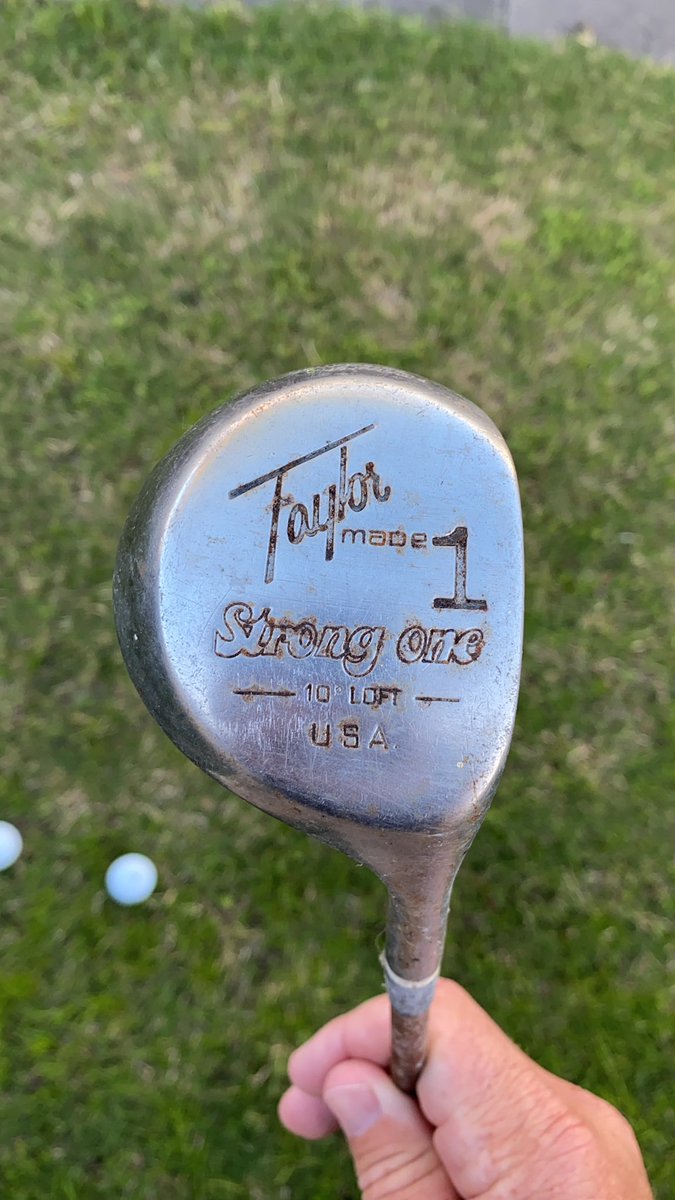 Taylor
made 1
Strong one
10° LOFT
USA